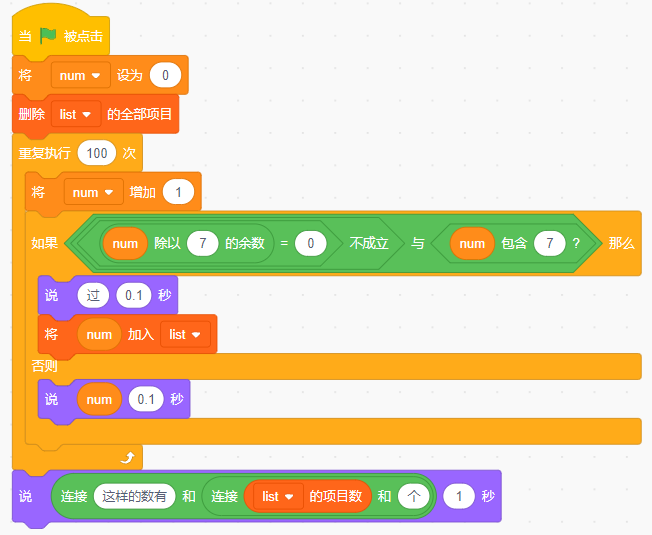 当 被点击
将 num 设为 0
删除 list 的全部项目
重复执行 100 次
将 num 增加 1
如果 num 除以 7 的余数 = 0 不成立 与 num 包含 7 ? 那么
说 过 0.1 秒
将 num 加入 list
否则
说 num 0.1 秒
说 连接 这样的数有 和 连接 list 的项目数 和 个 1 秒